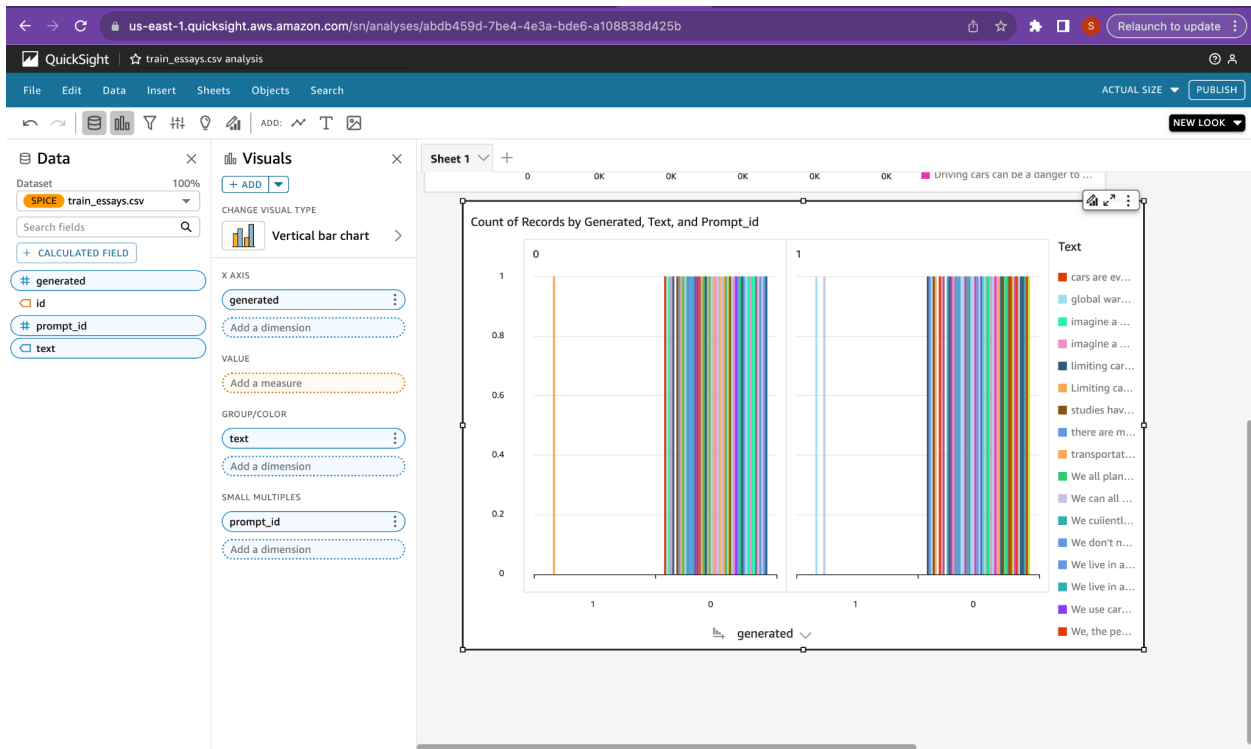 us-east-1.quicksight.aws.amazon.com/sn/analyses/abdb459d-7be4-4e3a-bde6-a108838d425b
S
Relaunch to update
QuickSight
train_essays.csv analysis
File Edit Data Insert Sheets Objects Search
ACTUAL SIZE
PUBLISH
ADD:
T
NEW LOOK
Data
Dataset
100%
SPICE train_essays.csv
Search fields
+ CALCULATED FIELD
# generated
id
# prompt_id
text
Visuals
+ ADD
CHANGE VISUAL TYPE
Vertical bar chart
X AXIS
generated
Add a dimension
VALUE
Add a measure
GROUP/COLOR
text
Add a dimension
SMALL MULTIPLES
prompt_id
Add a dimension
Sheet 1
0 0K 0K 0K 0K 0K
Driving cars can be a danger to ...
Count of Records by Generated, Text, and Prompt_id
0
1
1
0.8
0.6
0.4
0.2
0
1 0 1 0
generated
Text
cars are ev...
global war...
imagine a ...
imagine a ...
limiting car...
Limiting ca...
studies hav...
there are m...
transportat...
We all plan...
We can all ...
We cuiientl...
We don't n...
We live in a...
We live in a...
We use car...
We, the pe...